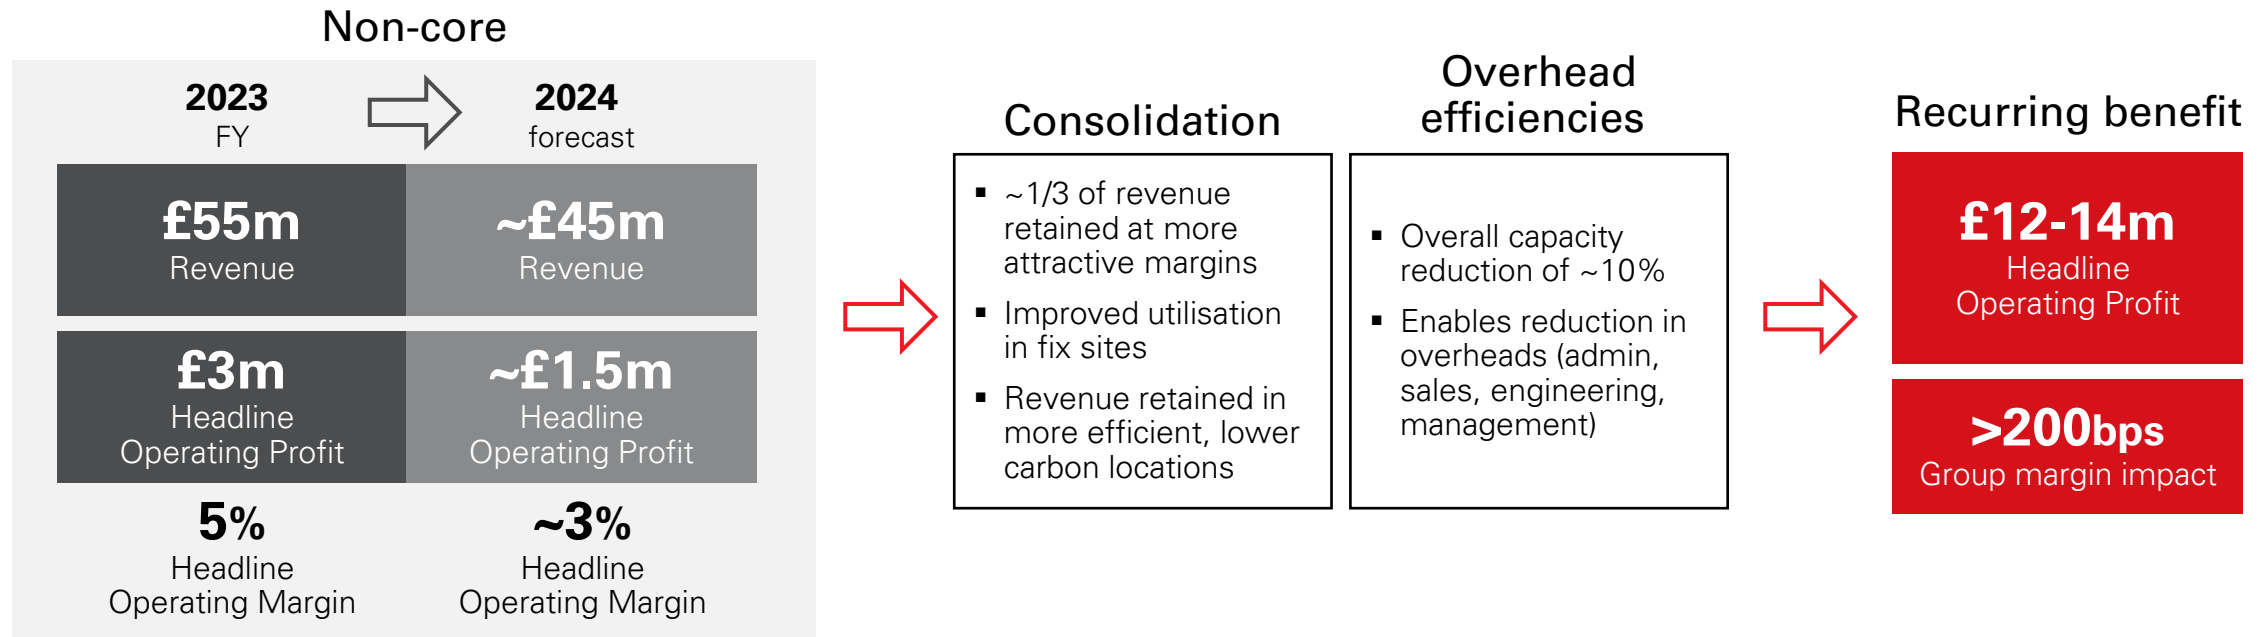 Non-core
2023
FY
2024
forecast
£55m
Revenue
~£45m
Revenue
£3m
Headline
Operating Profit
~£1.5m
Headline
Operating Profit
5%
Headline
Operating Margin
~3%
Headline
Operating Margin
Consolidation
▪ ~1/3 of revenue
retained at more
attractive margins
▪ Improved utilisation
in fix sites
▪ Revenue retained in
more efficient, lower
carbon locations
Overhead
efficiencies
▪ Overall capacity
reduction of ~10%
▪ Enables reduction in
overheads (admin,
sales, engineering,
management)
Recurring benefit
£12-14m
Headline
Operating Profit
>200bps
Group margin impact